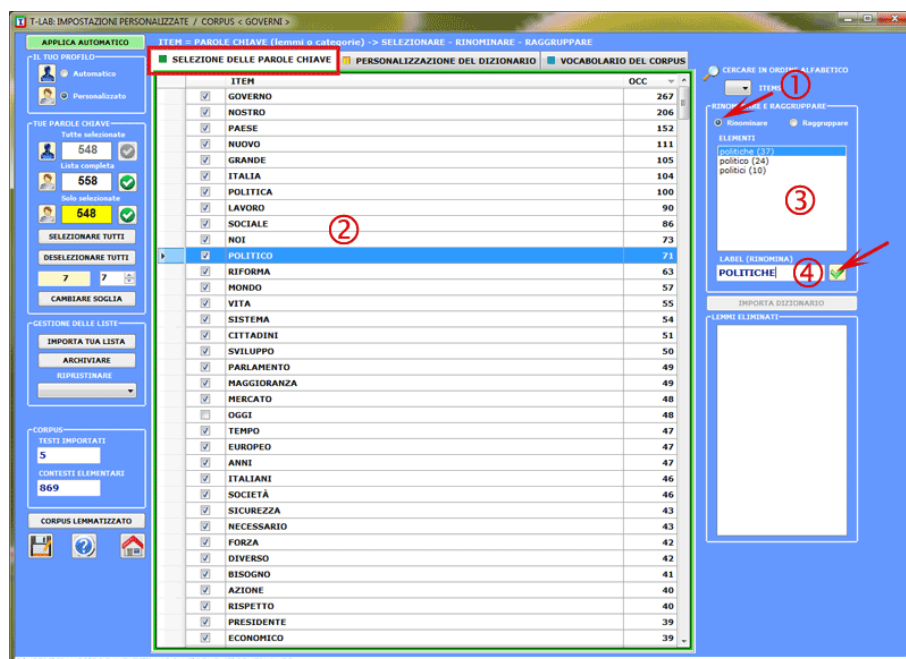 T-LAB: IMPOSTAZIONI PERSONALIZZATE / CORPUS < GOVERNI >
APPLICA AUTOMATICO
ITEM = PAROLE CHIAVE (lemmi o categorie) -> SELEZIONARE - RINOMINARE - RAGGRUPPARE
IL TUO PROFILO
Automatico
Personalizzato
TUE PAROLE CHIAVE
Tutte selezionate
548
Lista completa
558
Solo selezionate
548
SELEZIONARE TUTTI
DESELEZIONARE TUTTI
7 7
CAMBIARE SOGLIA
GESTIONE DELLE LISTE
IMPORTA TUA LISTA
ARCHIVIARE
RIPRISTINARE
CORPUS
TESTI IMPORTATI
5
CONTESTI ELEMENTARI
869
CORPUS LEMMATIZZATO
SELEZIONE DELLE PAROLE CHIAVE PERSONALIZZAZIONE DEL DIZIONARIO VOCABOLARIO DEL CORPUS
ITEM OCC
GOVERNO 267
NOSTRO 206
PAESE 152
NUOVO 111
GRANDE 105
ITALIA 104
POLITICA 100
LAVORO 90
SOCIALE 86
NOI 73
POLITICO 71
RIFORMA 63
MONDO 57
VITA 55
SISTEMA 54
CITTADINI 51
SVILUPPO 50
PARLAMENTO 49
MAGGIORANZA 49
MERCATO 48
OGGI 48
TEMPO 47
EUROPEO 47
ANNI 47
ITALIANI 46
SOCIETÀ 46
SICUREZZA 43
NECESSARIO 43
FORZA 42
DIVERSO 42
BISOGNO 41
AZIONE 40
RISPETTO 40
PRESIDENTE 39
ECONOMICO 39
②
CERCARE IN ORDINE ALFABETICO
ITEMS
①
RINOMINARE E RAGGRUPPARE
Rinominare Raggruppare
ELEMENTI
politiche (37)
politico (24)
politici (10)
③
LABEL (RINOMINA)
POLITICHE
④
IMPORTA DIZIONARIO
LEMMI ELIMINATI